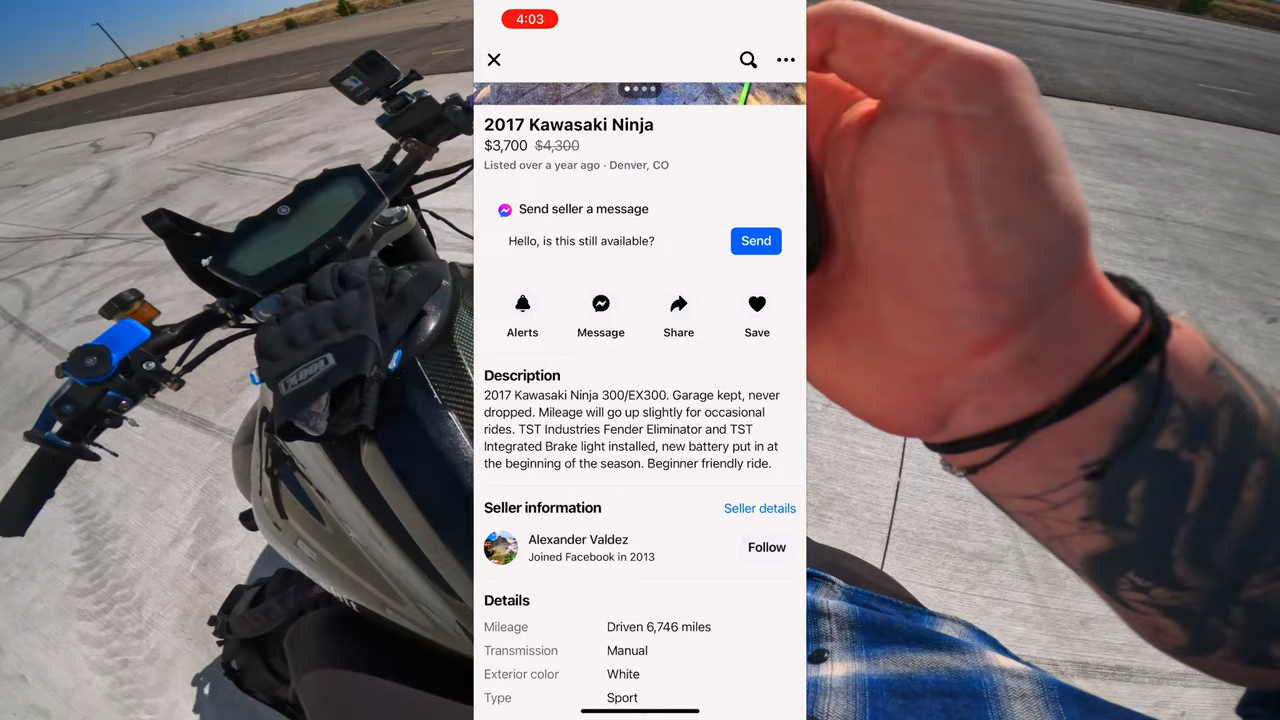 4:03
2017 Kawasaki Ninja
$3,700 $4,300
Listed over a year ago · Denver, CO
Send seller a message
Hello, is this still available?
Send
Alerts
Message
Share
Save
Description
2017 Kawasaki Ninja 300/EX300. Garage kept, never
dropped. Mileage will go up slightly for occasional
rides. TST Industries Fender Eliminator and TST
Integrated Brake light installed, new battery put in at
the beginning of the season. Beginner friendly ride.
Seller information
Seller details
Alexander Valdez
Joined Facebook in 2013
Follow
Details
Mileage Driven 6,746 miles
Transmission Manual
Exterior color White
Type Sport